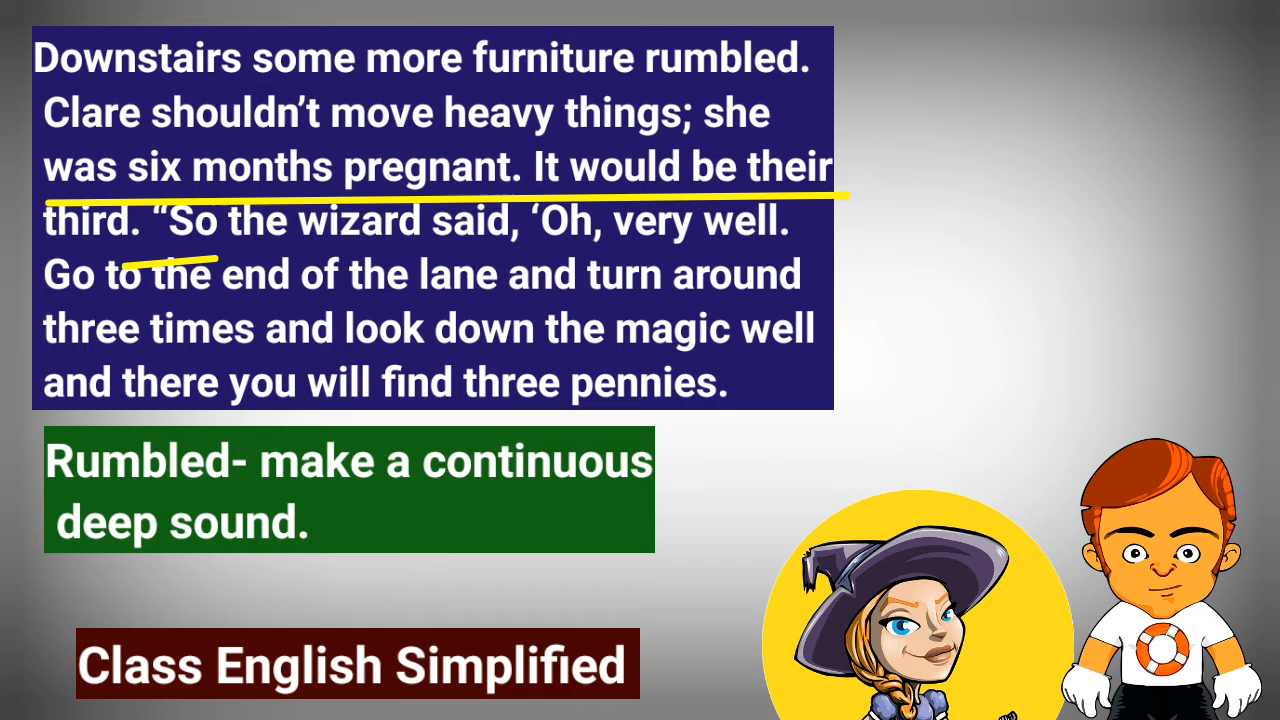 Downstairs some more furniture rumbled.
Clare shouldn’t move heavy things; she
was six months pregnant. It would be their
third. “So the wizard said, ‘Oh, very well.
Go to the end of the lane and turn around
three times and look down the magic well
and there you will find three pennies.
Rumbled- make a continuous
deep sound.
Class English Simplified